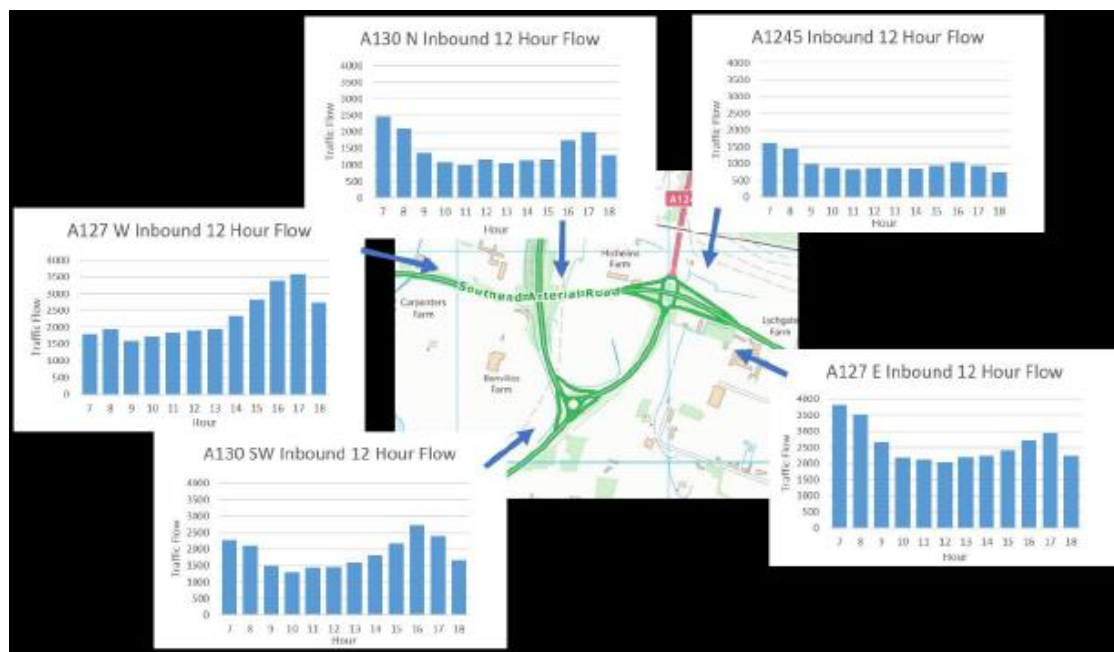 A130 N Inbound 12 Hour Flow
4000
3500
3000
2500
2000
1500
1000
500
0
Traffic Flow
7 8 9 10 11 12 13 14 15 16 17 18
Hour
A1245 Inbound 12 Hour Flow
4000
3500
3000
2500
2000
1500
1000
500
0
Traffic Flow
7 8 9 10 11 12 13 14 15 16 17 18
Hour
A127 W Inbound 12 Hour Flow
4000
3500
3000
2500
2000
1500
1000
500
0
Traffic Flow
7 8 9 10 11 12 13 14 15 16 17 18
Hour
A124
Michelins
Farm
Southend Arterial Road
Carpenters
Farm
Lychgate
Farm
Bonvilles
Farm
A127 E Inbound 12 Hour Flow
4000
3500
3000
2500
2000
1500
1000
500
0
Traffic Flow
7 8 9 10 11 12 13 14 15 16 17 18
Hour
A130 SW Inbound 12 Hour Flow
4000
3500
3000
2500
2000
1500
1000
500
0
Traffic Flow
7 8 9 10 11 12 13 14 15 16 17 18
Hour